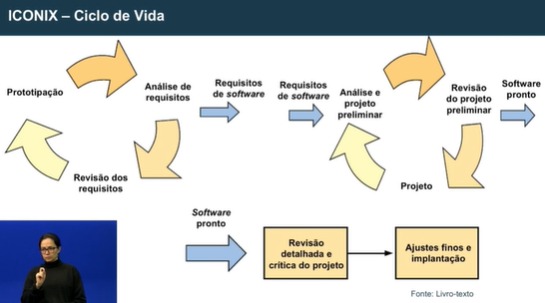 ICONIX – Ciclo de Vida
Prototipação
Análise de
requisitos
Revisão dos
requisitos
Requisitos
de software
Requisitos
de software
Análise e
projeto
preliminar
Revisão
do projeto
preliminar
Projeto
Software
pronto
Software
pronto
Revisão
detalhada e
crítica do projeto
Ajustes finos e
implantação
Fonte: Livro-texto